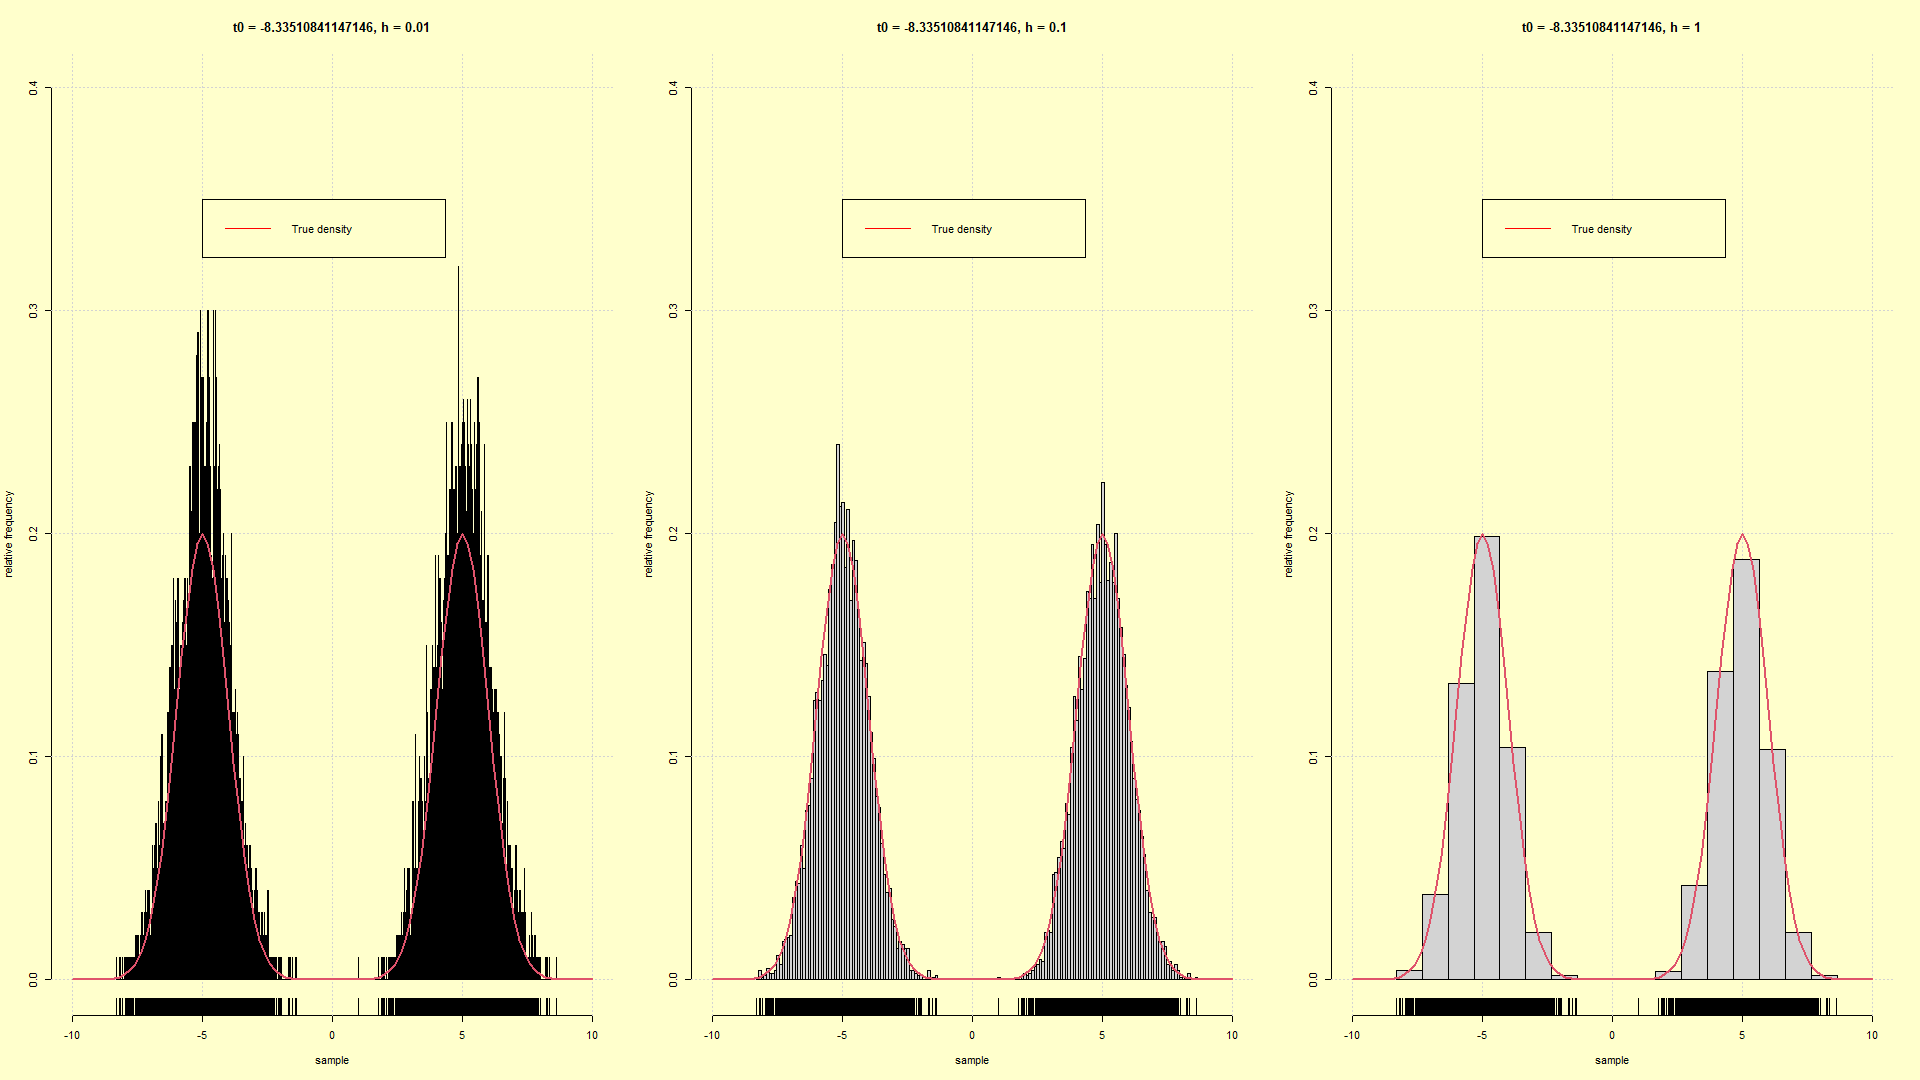 t0 = -8.33510841147146, h = 0.01
relative frequency
0.4
0.3
0.2
0.1
0.0
True density
-10 -5 0 5 10
sample
t0 = -8.33510841147146, h = 0.1
relative frequency
0.4
0.3
0.2
0.1
0.0
True density
-10 -5 0 5 10
sample
t0 = -8.33510841147146, h = 1
relative frequency
0.4
0.3
0.2
0.1
0.0
True density
-10 -5 0 5 10
sample